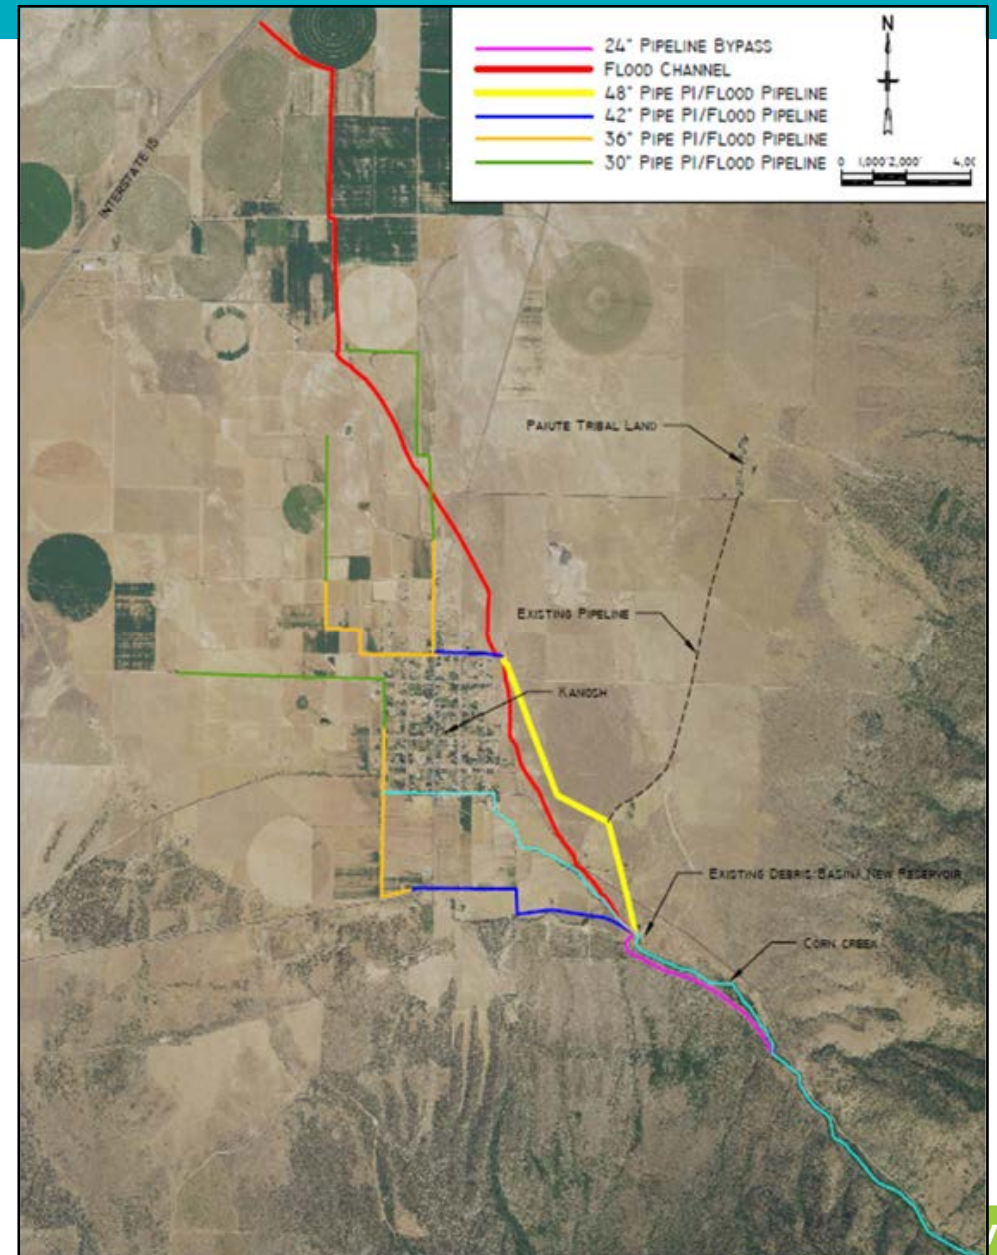 24" PIPELINE BYPASS
FLOOD CHANNEL
48" PIPE PI/FLOOD PIPELINE
42" PIPE PI/FLOOD PIPELINE
36" PIPE PI/FLOOD PIPELINE
30" PIPE PI/FLOOD PIPELINE
N
0 1,000'2,000' 4,00
INTERSTATE 15
PAIUTE TRIBAL LAND
EXISTING PIPELINE
KANOSH
EXISTING DEBRIS BASIN/ NEW RESERVOIR
CORN CREEK